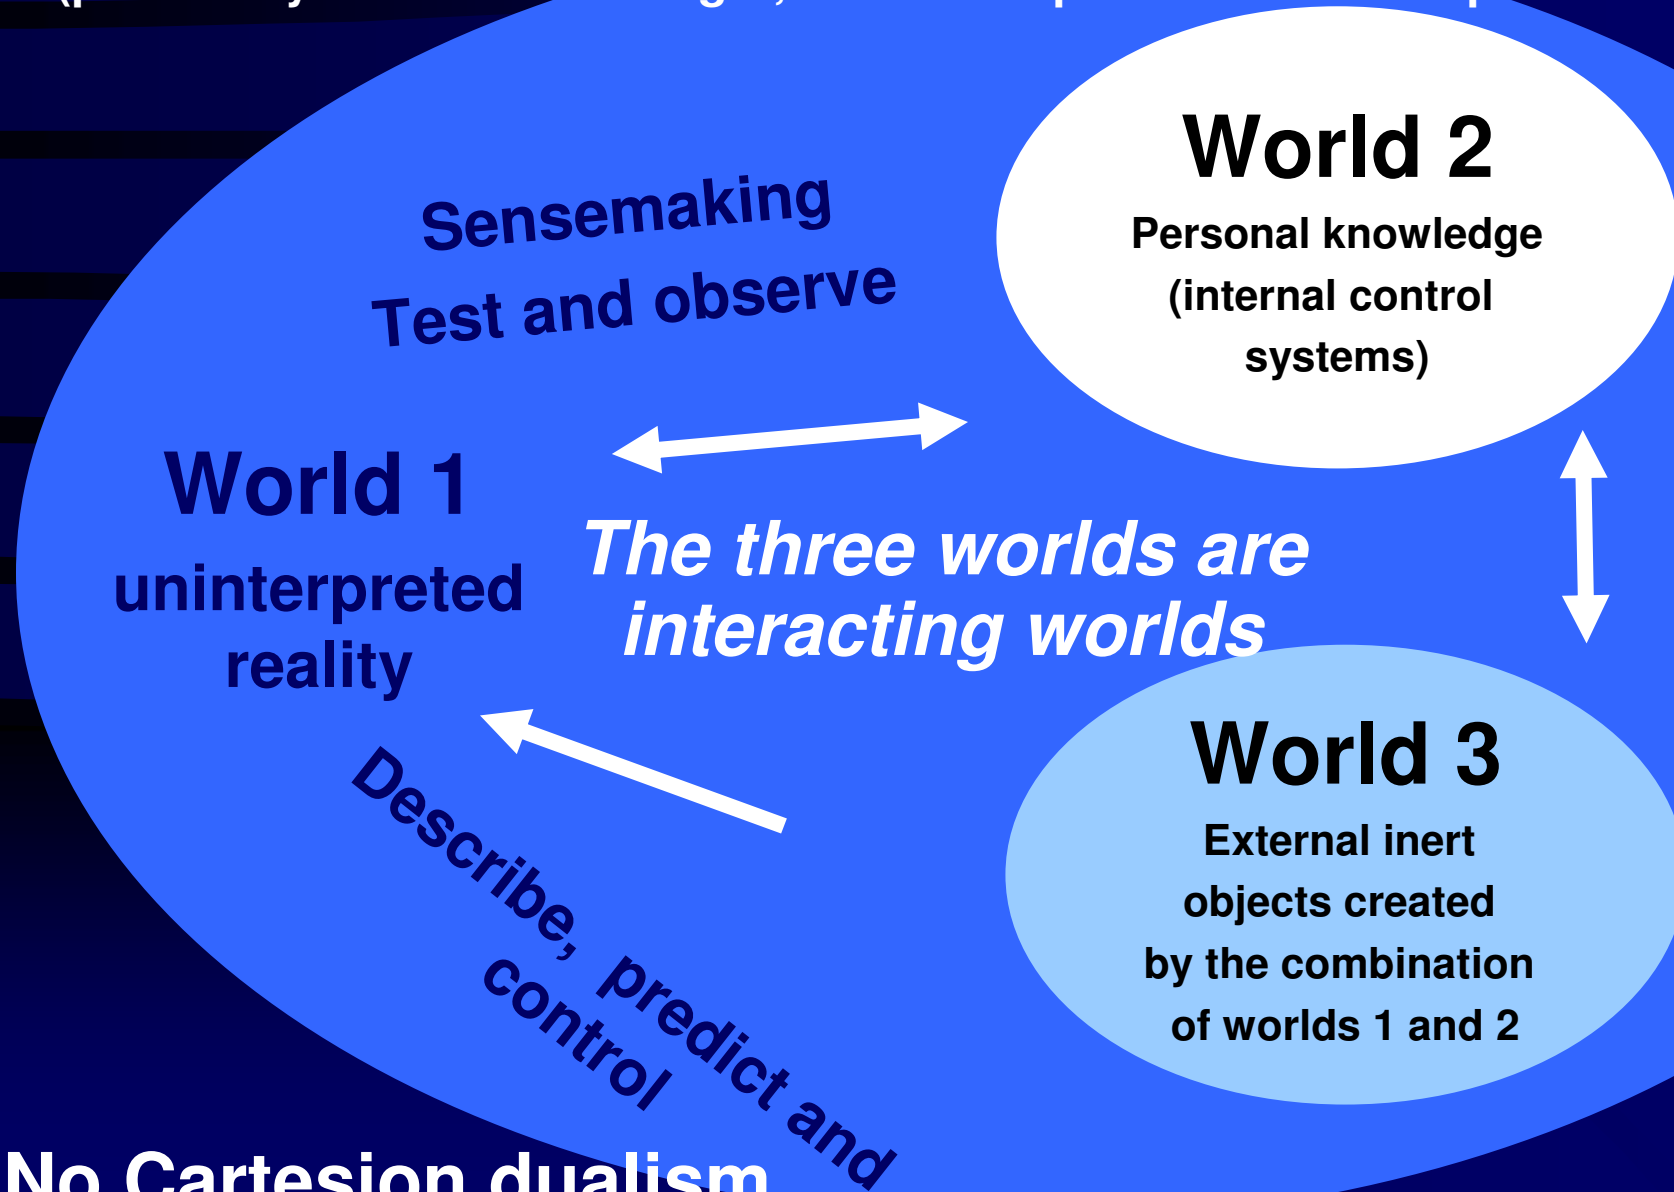 World 2
Personal knowledge
(internal control
systems)
Sensemaking
Test and observe
World 1
uninterpreted
reality
The three worlds are
interacting worlds
World 3
External inert
objects created
by the combination
of worlds 1 and 2
Describe, predict and
control
No Cartesion dualism